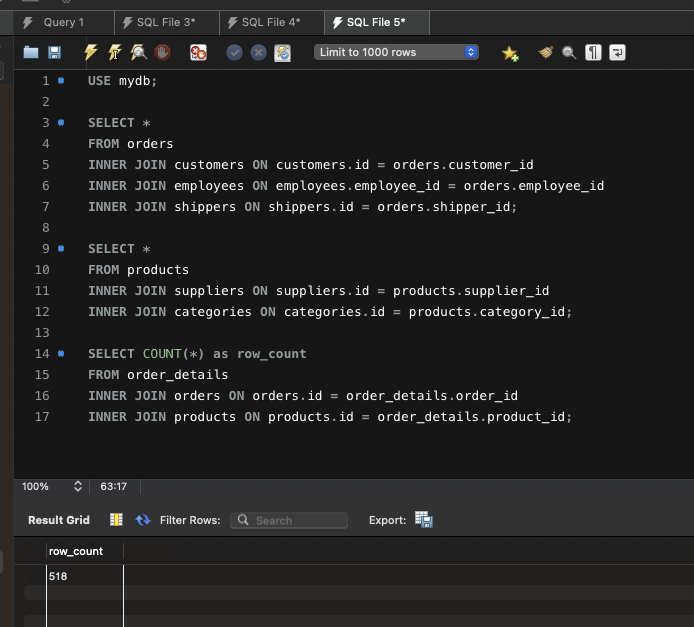 Query 1 SQL File 3* SQL File 4* SQL File 5*
Limit to 1000 rows
1 USE mydb;
2
3 SELECT *
4 FROM orders
5 INNER JOIN customers ON customers.id = orders.customer_id
6 INNER JOIN employees ON employees.employee_id = orders.employee_id
7 INNER JOIN shippers ON shippers.id = orders.shipper_id;
8
9 SELECT *
10 FROM products
11 INNER JOIN suppliers ON suppliers.id = products.supplier_id
12 INNER JOIN categories ON categories.id = products.category_id;
13
14 SELECT COUNT(*) as row_count
15 FROM order_details
16 INNER JOIN orders ON orders.id = order_details.order_id
17 INNER JOIN products ON products.id = order_details.product_id;
100% 63:17
Result Grid Filter Rows: Search Export:
row_count
518